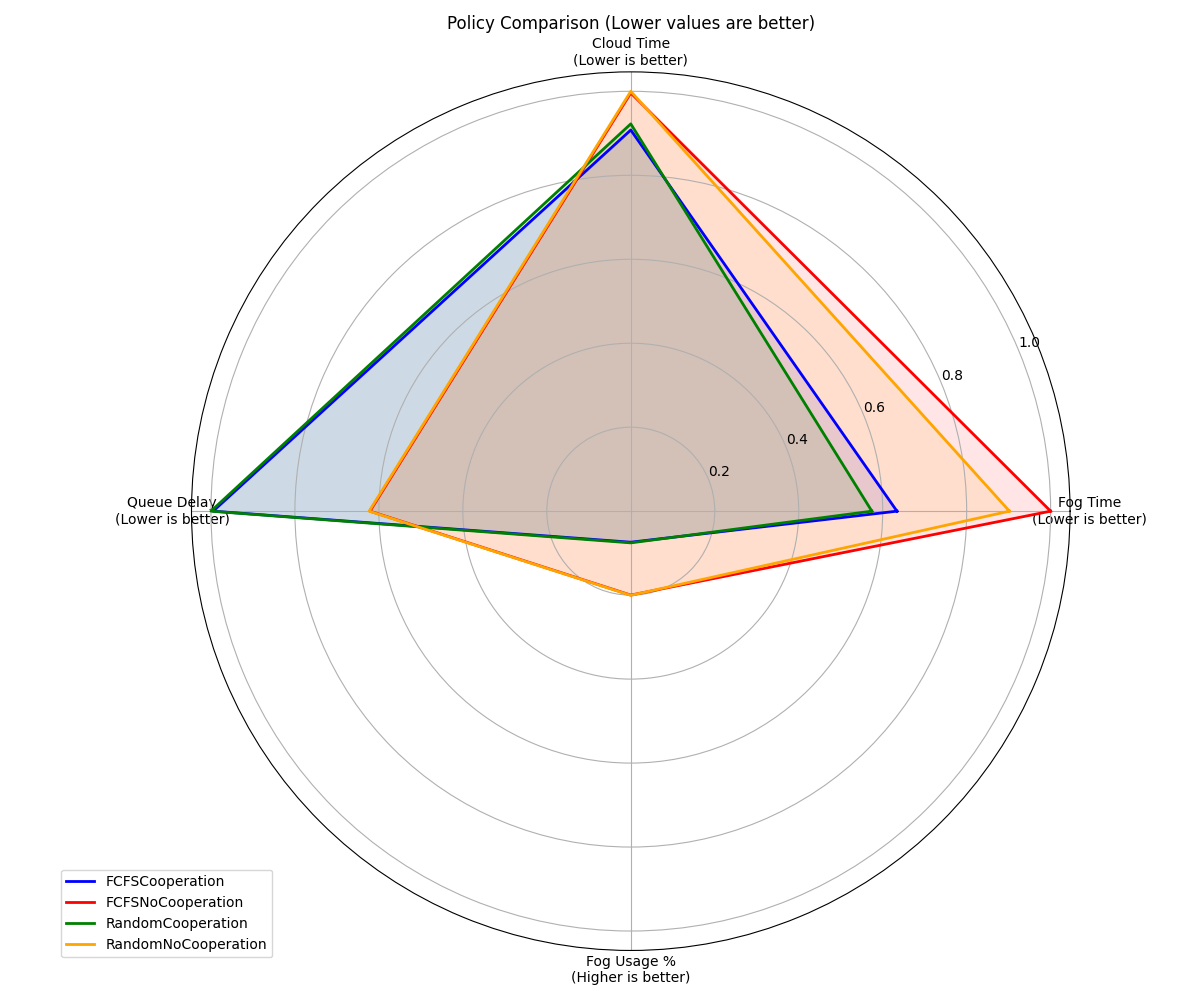 Policy Comparison (Lower values are better)
Cloud Time
(Lower is better)
1.0
0.8
0.6
0.4
0.2
Queue Delay
(Lower is better)
Fog Time
(Lower is better)
FCFSCooperation
FCFSNoCooperation
RandomCooperation
RandomNoCooperation
Fog Usage %
(Higher is better)